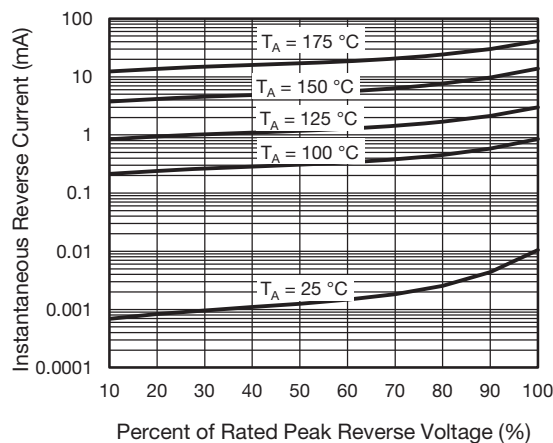 Instantaneous Reverse Current (mA)
100
10
1
0.1
0.01
0.001
0.0001
T_A = 175 °C
T_A = 150 °C
T_A = 125 °C
T_A = 100 °C
T_A = 25 °C
10 20 30 40 50 60 70 80 90 100
Percent of Rated Peak Reverse Voltage (%)